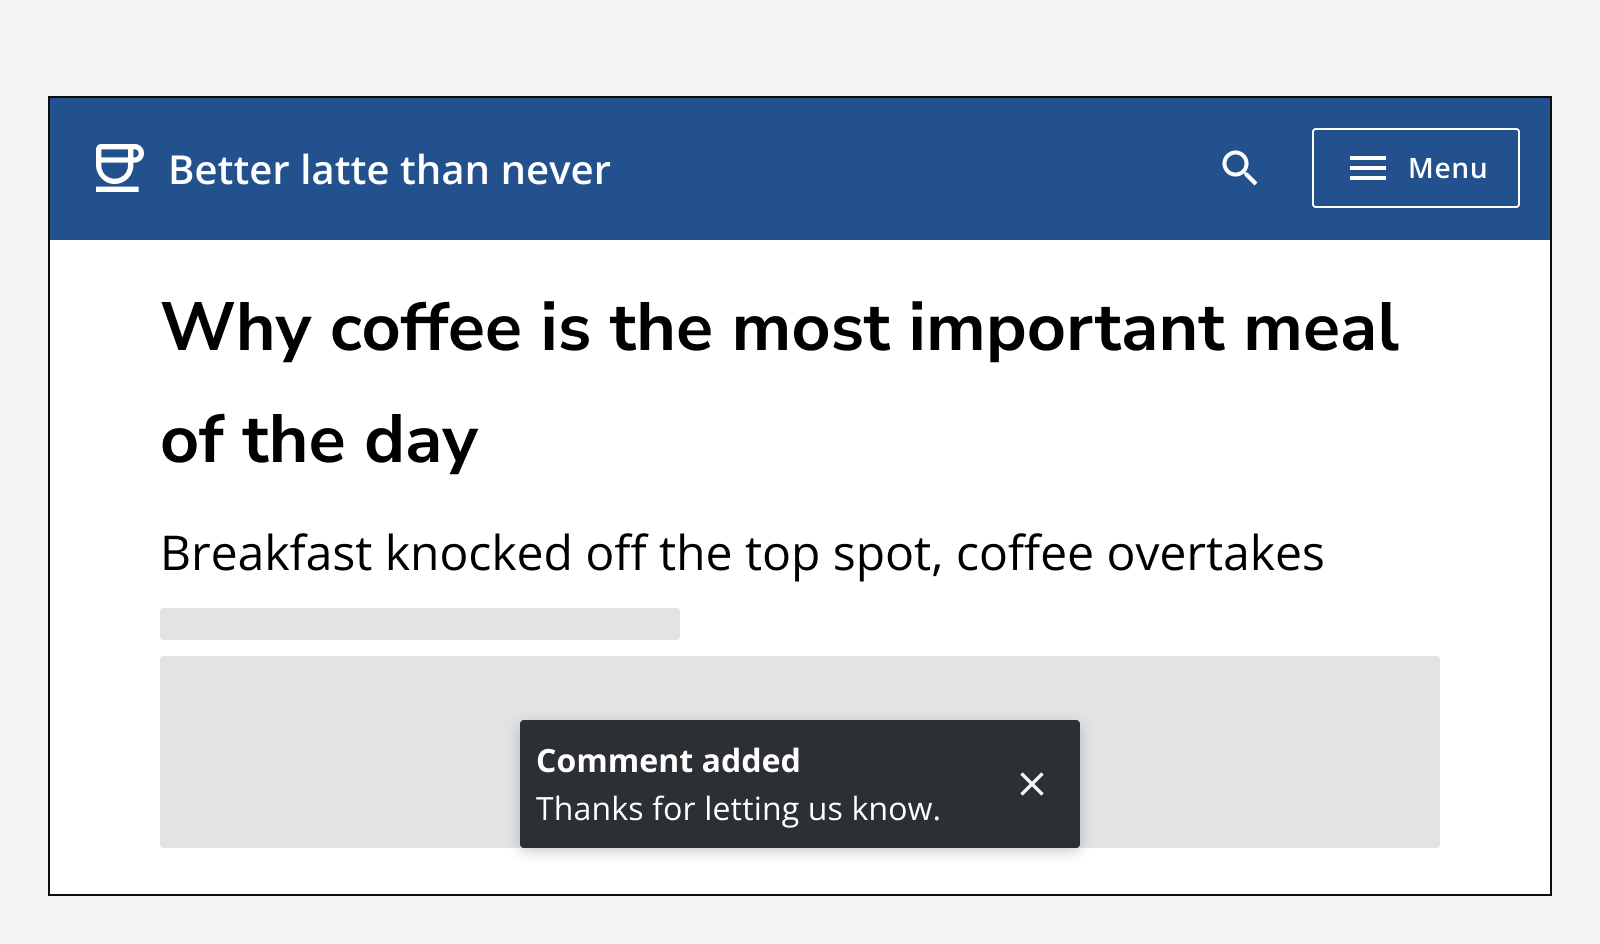 Better latte than never
Menu
Why coffee is the most important meal
of the day
Breakfast knocked off the top spot, coffee overtakes
Comment added
Thanks for letting us know.